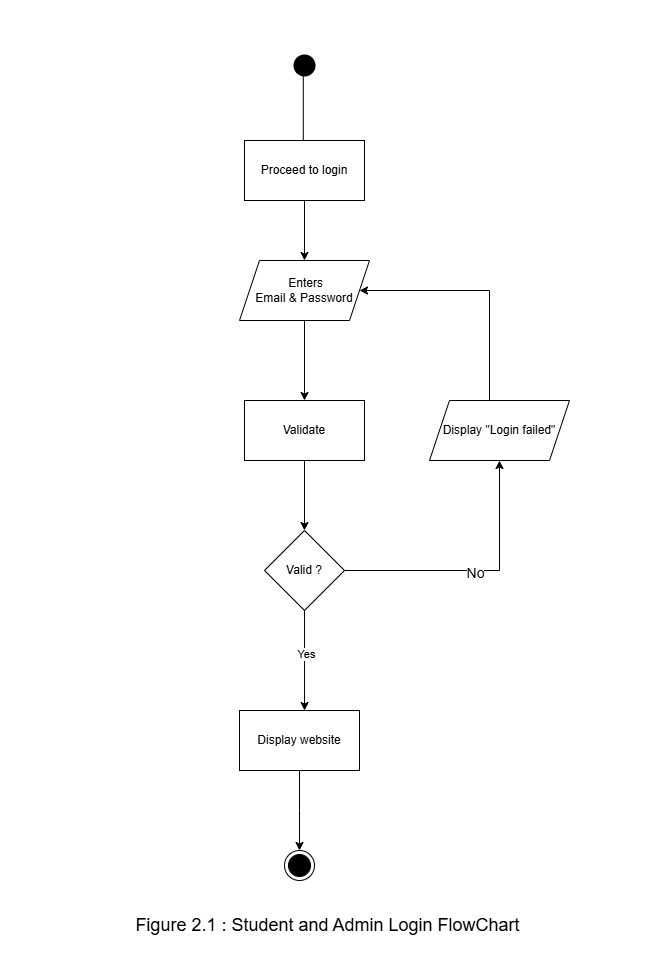 Proceed to login
Enters
Email & Password
Validate
Display "Login failed"
Valid ?
No
Yes
Display website
Figure 2.1 : Student and Admin Login FlowChart